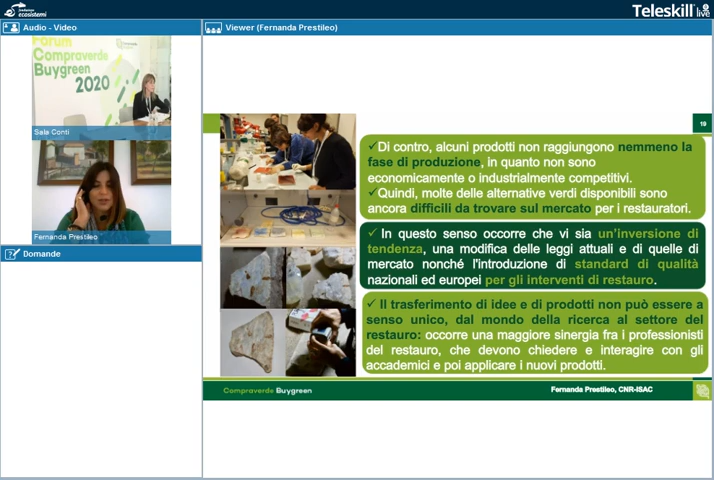 fondazione
ecosistemi
Teleskill live
Audio - Video
Viewer (Fernanda Prestileo)
Forum
Compraverde
Buygreen
2020
Sala Conti
Fernanda Prestileo
Domande
19
✓Di contro, alcuni prodotti non raggiungono nemmeno la
fase di produzione, in quanto non sono
economicamente o industrialmente competitivi.
✓Quindi, molte delle alternative verdi disponibili sono
ancora difficili da trovare sul mercato per i restauratori.
✓ In questo senso occorre che vi sia un'inversione di
tendenza, una modifica delle leggi attuali e di quelle di
mercato nonché l'introduzione di standard di qualità
nazionali ed europei per gli interventi di restauro.
✓ Il trasferimento di idee e di prodotti non può essere a
senso unico, dal mondo della ricerca al settore del
restauro: occorre una maggiore sinergia fra i professionisti
del restauro, che devono chiedere e interagire con gli
accademici e poi applicare i nuovi prodotti.
Compraverde Buygreen
Fernanda Prestileo, CNR-ISAC